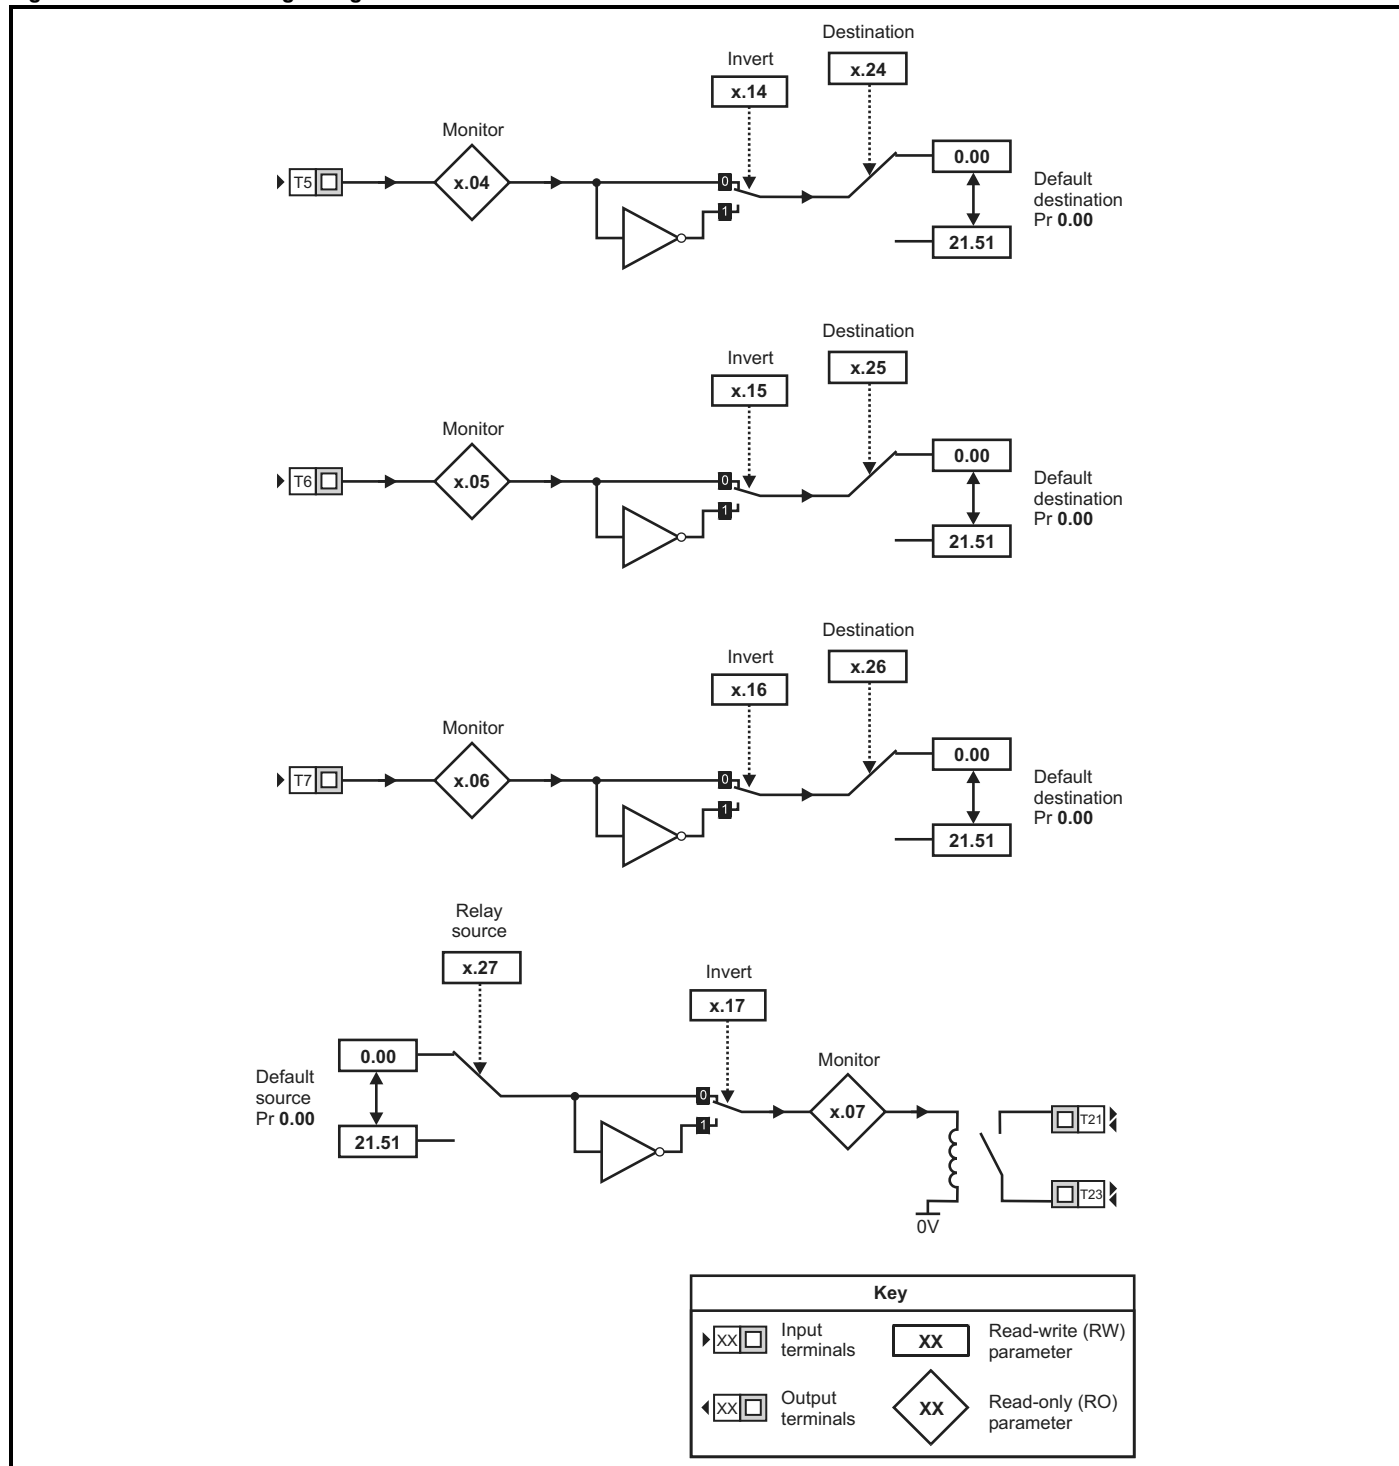 Destination
x.24
Invert
x.14
Monitor
T5
x.04
0
1
0.00
21.51
Default
destination
Pr 0.00
Destination
x.25
Invert
x.15
Monitor
T6
x.05
0
1
0.00
21.51
Default
destination
Pr 0.00
Destination
x.26
Invert
x.16
Monitor
T7
x.06
0
1
0.00
21.51
Default
destination
Pr 0.00
Relay
source
x.27
Invert
x.17
Default
source
Pr 0.00
0.00
21.51
0
1
Monitor
x.07
T21
T23
0V
Key
XX
Input
terminals
XX
Read-write (RW)
parameter
XX
Output
terminals
XX
Read-only (RO)
parameter